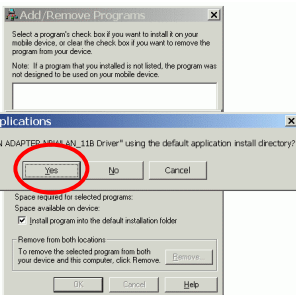 Add/Remove Programs
Select a program's check box if you want to install it on your
mobile device, or clear the check box if you want to remove the
program from your device.
Note: If a program that you installed is not listed, the program was
not designed to be used on your mobile device.
plications
N ADAPTER 11B Driver" using the default application install directory?
Yes
No
Cancel
Space required for selected programs:
Space available on device:
Install program into the default installation folder
Remove from both locations
To remove the selected program from both
your device and this computer, click Remove.
Remove...
OK
Cancel
Help